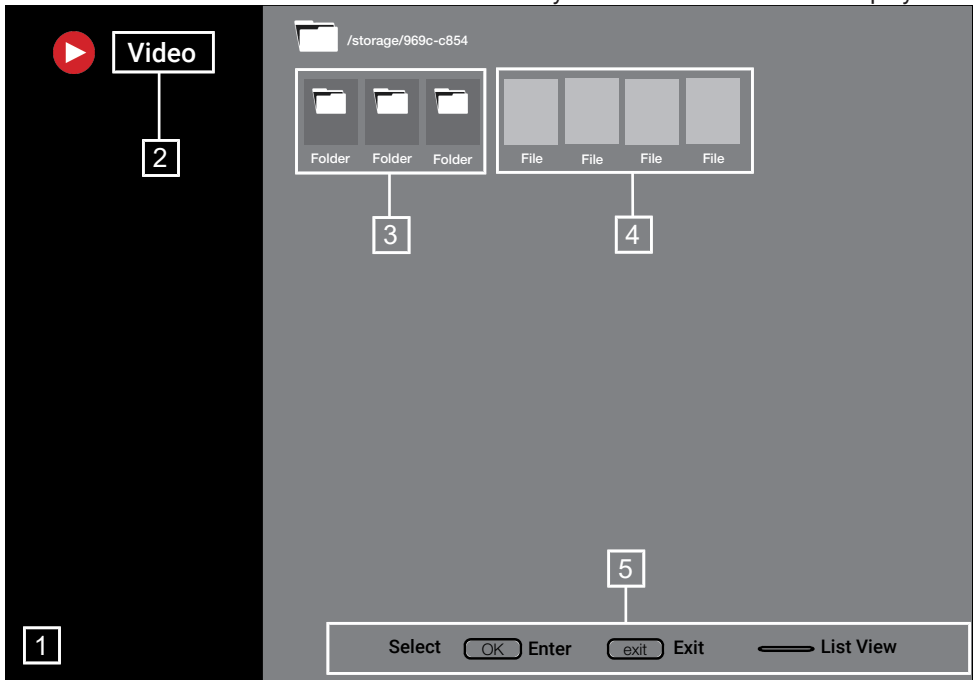 Video
/storage/969c-c854
2
Folder Folder Folder File File File File
3 4
5
1
Select OK Enter exit Exit List View